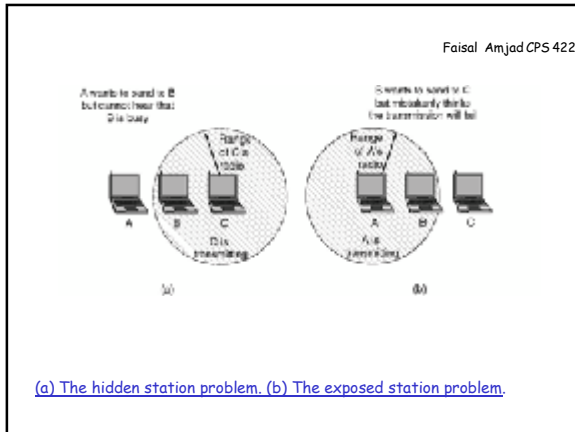 Faisal Amjad CPS 422
A wants to send to B
but cannot hear that
B is busy
Range
of C's
radio
A
B
C
C is
transmitting
(a)
B wants to send to C
but mistakenly thinks
the transmission will fail
Range
of A's
radio
A
B
C
A is
transmitting
(b)
(a) The hidden station problem. (b) The exposed station problem.